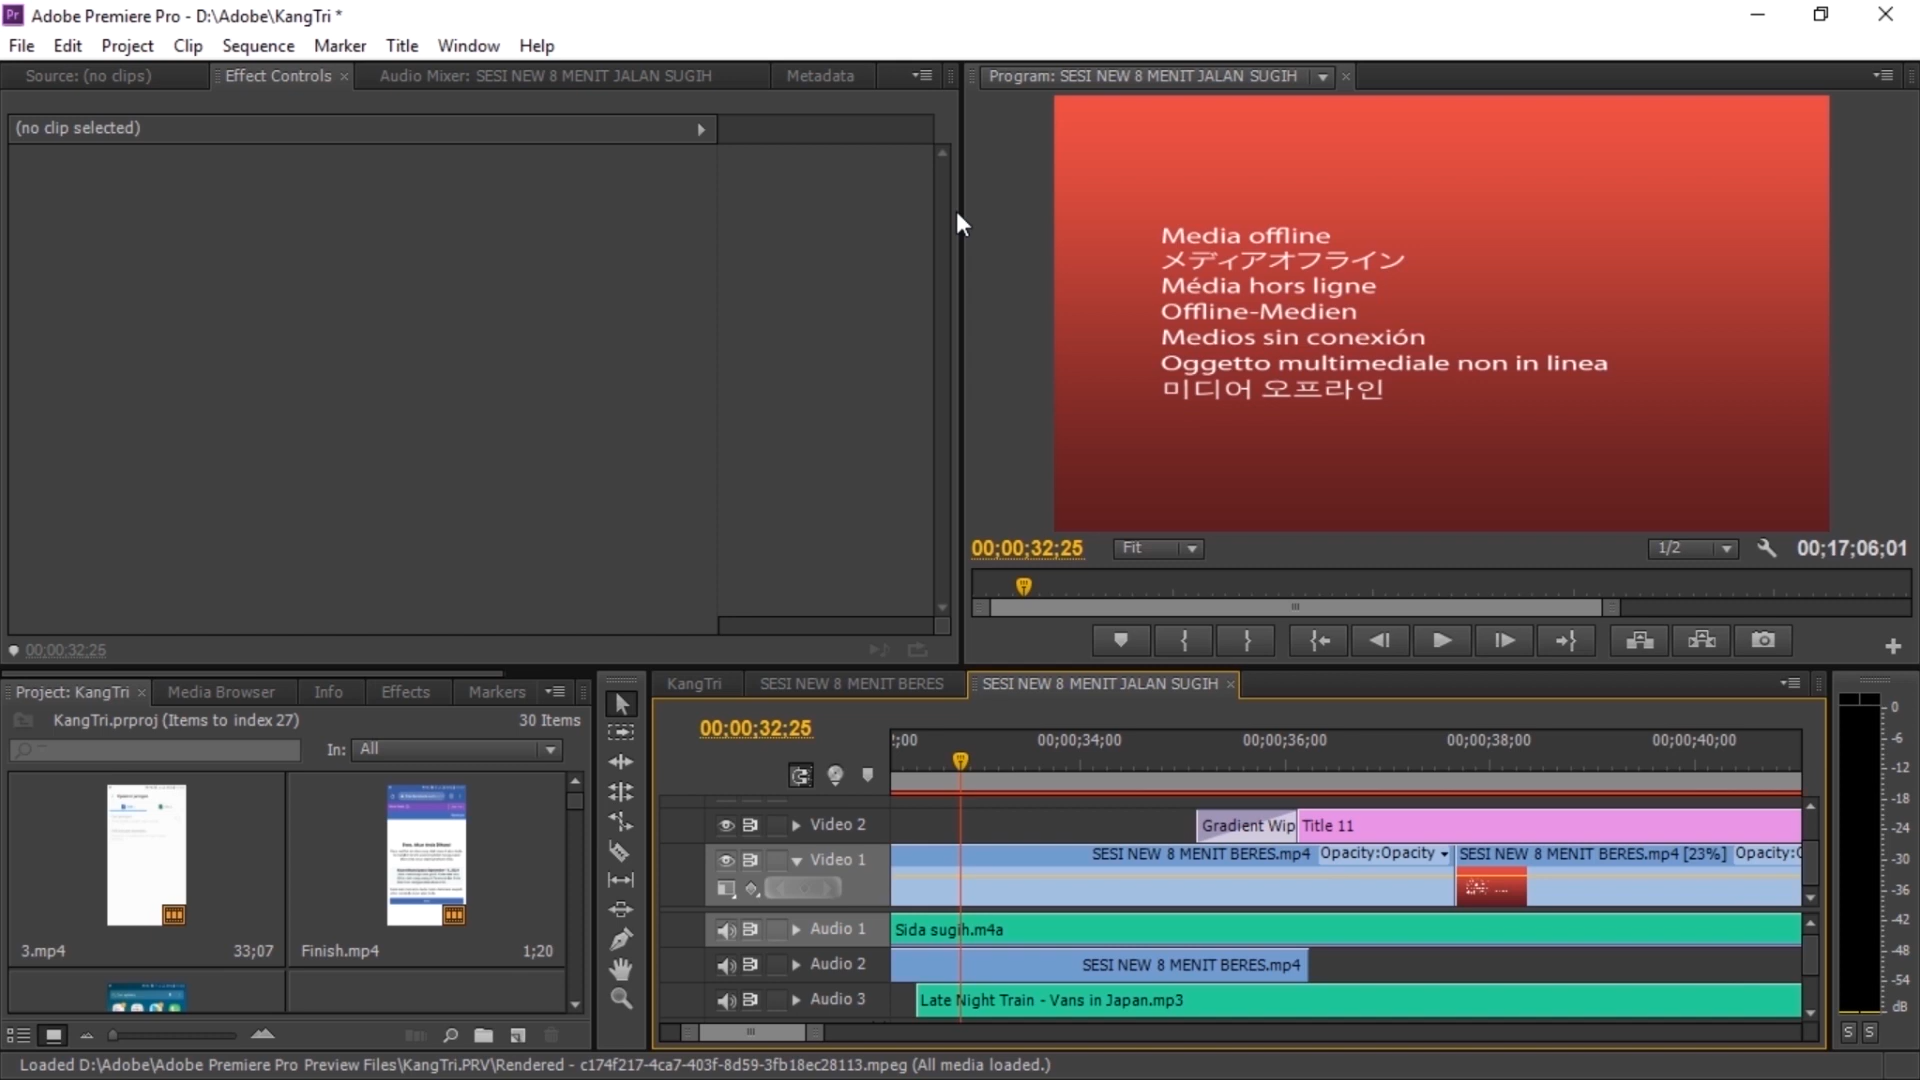 Pr Adobe Premiere Pro - D:\Adobe\KangTri *
File Edit Project Clip Sequence Marker Title Window Help
Source: (no clips) Effect Controls × Audio Mixer: SESI NEW 8 MENIT JALAN SUGIH Metadata
Program: SESI NEW 8 MENIT JALAN SUGIH ×
(no clip selected)
Media offline
メディアオフライン
Média hors ligne
Offline-Medien
Medios sin conexión
Oggetto multimediale non in linea
미디어 오프라인
00;00;32;25 Fit 1/2 00;17;06;01
00;00;32;25
Project: KangTri × Media Browser Info Effects Markers
KangTri.prproj (Items to index 27) 30 Items
In: All
3.mp4 33;07
Finish.mp4 1;20
KangTri SESI NEW 8 MENIT BERES SESI NEW 8 MENIT JALAN SUGIH ×
00;00;32;25
;00 00;00;34;00 00;00;36;00 00;00;38;00 00;00;40;00
Video 2 Gradient Wip Title 11
Video 1 SESI NEW 8 MENIT BERES.mp4 Opacity:Opacity SESI NEW 8 MENIT BERES.mp4 [23%] Opacity:
Audio 1 Sida sugih.m4a
Audio 2 SESI NEW 8 MENIT BERES.mp4
Audio 3 Late Night Train - Vans in Japan.mp3
0
-6
-12
-18
-24
-30
-36
-42
-48
-54
dB
S S
Loaded D:\Adobe\Adobe Premiere Pro Preview Files\KangTri.PRV\Rendered - c174f217-4ca7-403f-8d59-3fb18ec28113.mpeg (All media loaded.)